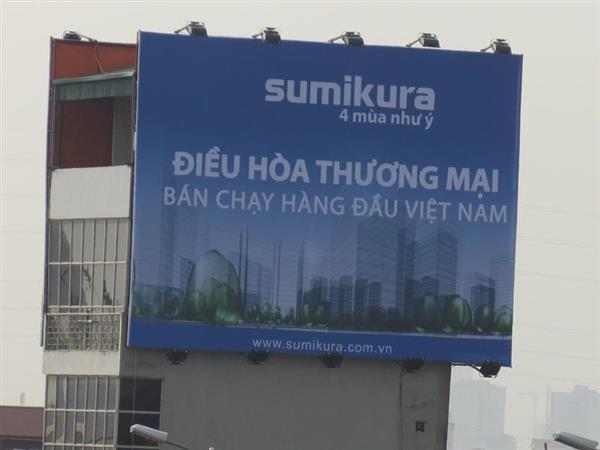 sumikura
4 mùa như ý
ĐIỀU HÒA THƯƠNG MẠI
BÁN CHẠY HÀNG ĐẦU VIỆT NAM
www.sumikura.com.vn